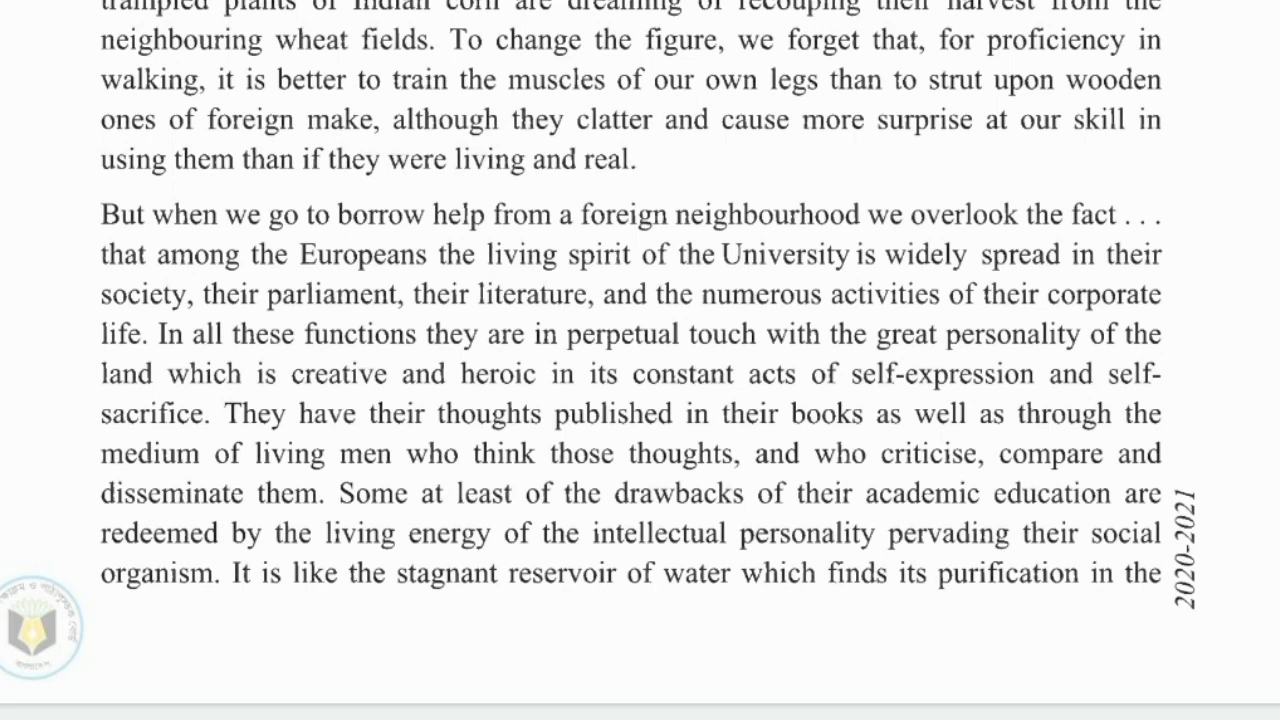 trampled plants of Indian corn are dreaming of recouping their harvest from the
neighbouring wheat fields. To change the figure, we forget that, for proficiency in
walking, it is better to train the muscles of our own legs than to strut upon wooden
ones of foreign make, although they clatter and cause more surprise at our skill in
using them than if they were living and real.
But when we go to borrow help from a foreign neighbourhood we overlook the fact . . .
that among the Europeans the living spirit of the University is widely spread in their
society, their parliament, their literature, and the numerous activities of their corporate
life. In all these functions they are in perpetual touch with the great personality of the
land which is creative and heroic in its constant acts of self-expression and self-
sacrifice. They have their thoughts published in their books as well as through the
medium of living men who think those thoughts, and who criticise, compare and
disseminate them. Some at least of the drawbacks of their academic education are
redeemed by the living energy of the intellectual personality pervading their social
organism. It is like the stagnant reservoir of water which finds its purification in the
2020-2021